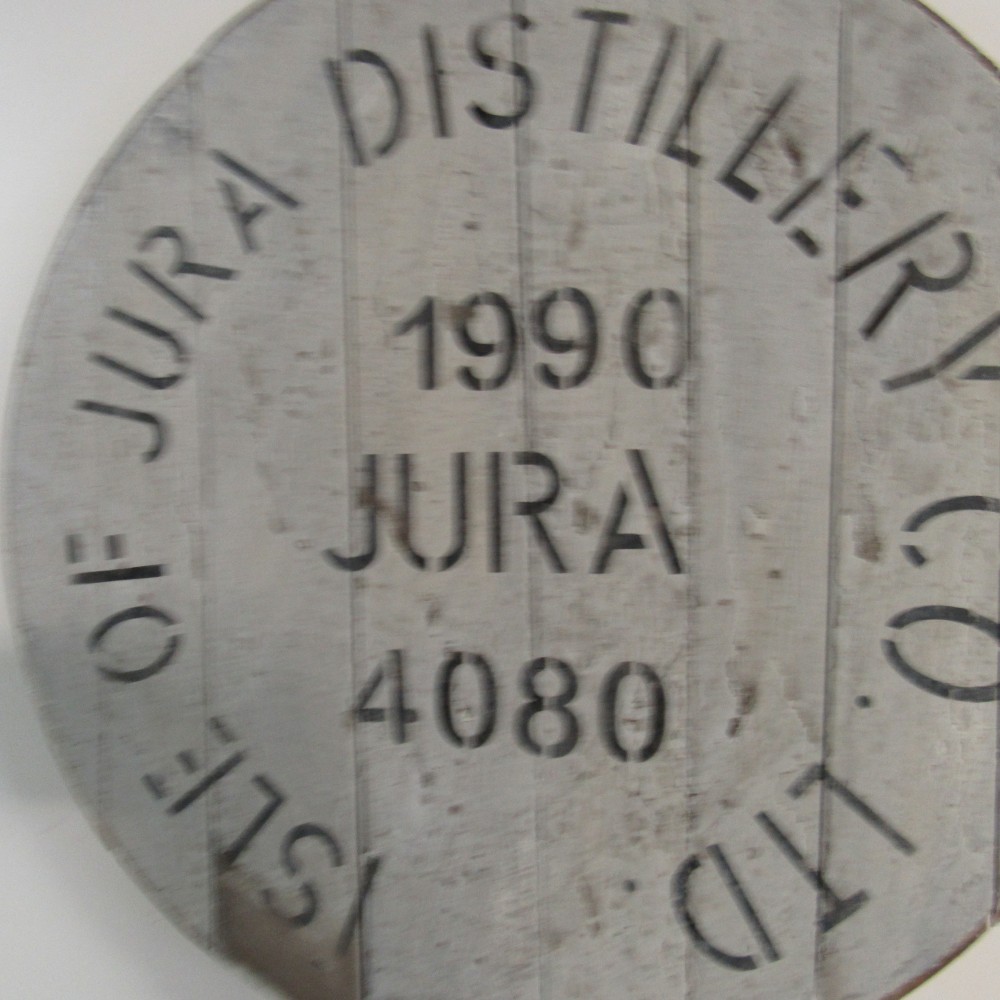 ISLE OF JURA DISTILLERY CO. LTD.
1990
JURA
4080